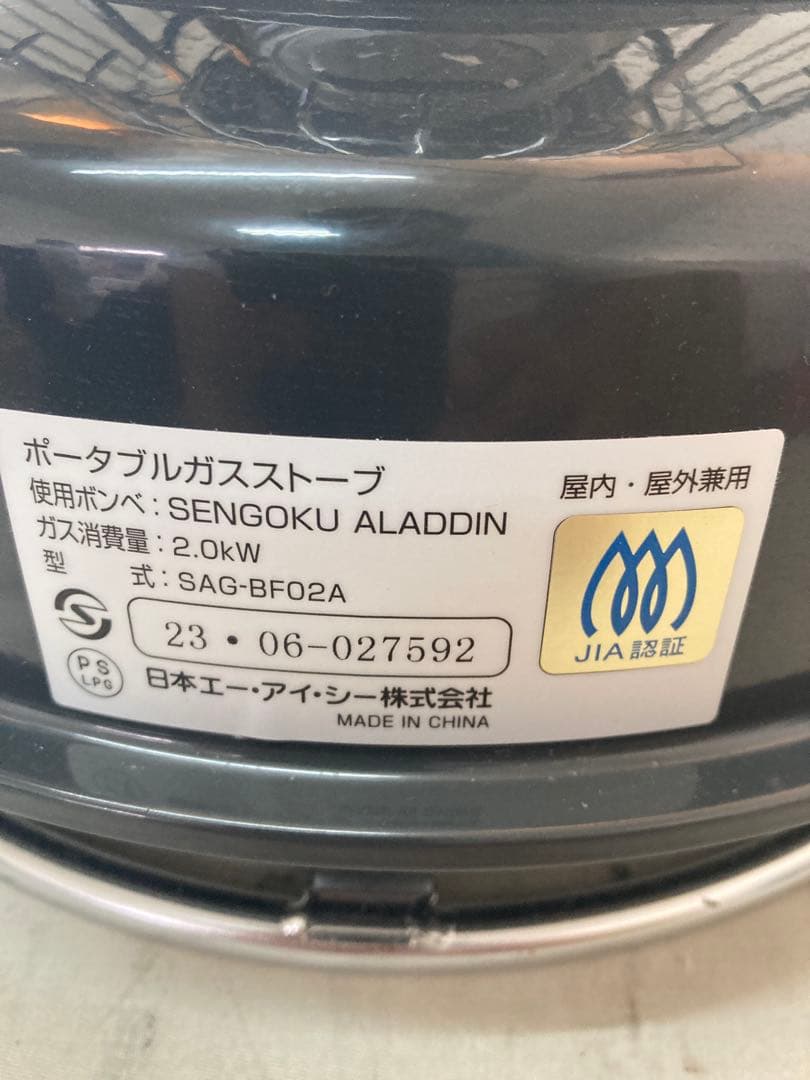 ポータブルガスストーブ
屋内・屋外兼用
使用ボンベ：SENGOKU ALADDIN
ガス消費量：2.0kW
型　　式：SAG-BF02A
23・06-027592
JIA 認証
PS
LPG
日本エー・アイ・シー株式会社
MADE IN CHINA